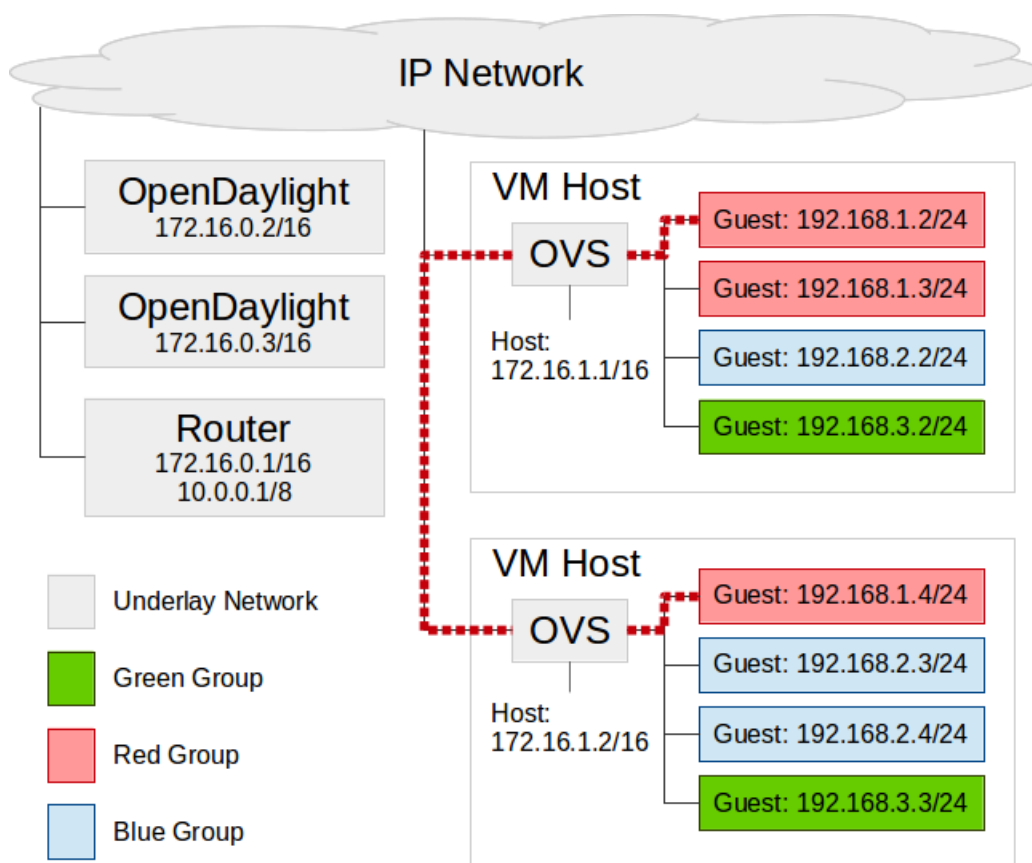 IP Network
OpenDaylight
172.16.0.2/16
OpenDaylight
172.16.0.3/16
Router
172.16.0.1/16
10.0.0.1/8
Underlay Network
Green Group
Red Group
Blue Group
VM Host
OVS
Host:
172.16.1.1/16
Guest: 192.168.1.2/24
Guest: 192.168.1.3/24
Guest: 192.168.2.2/24
Guest: 192.168.3.2/24
VM Host
OVS
Host:
172.16.1.2/16
Guest: 192.168.1.4/24
Guest: 192.168.2.3/24
Guest: 192.168.2.4/24
Guest: 192.168.3.3/24